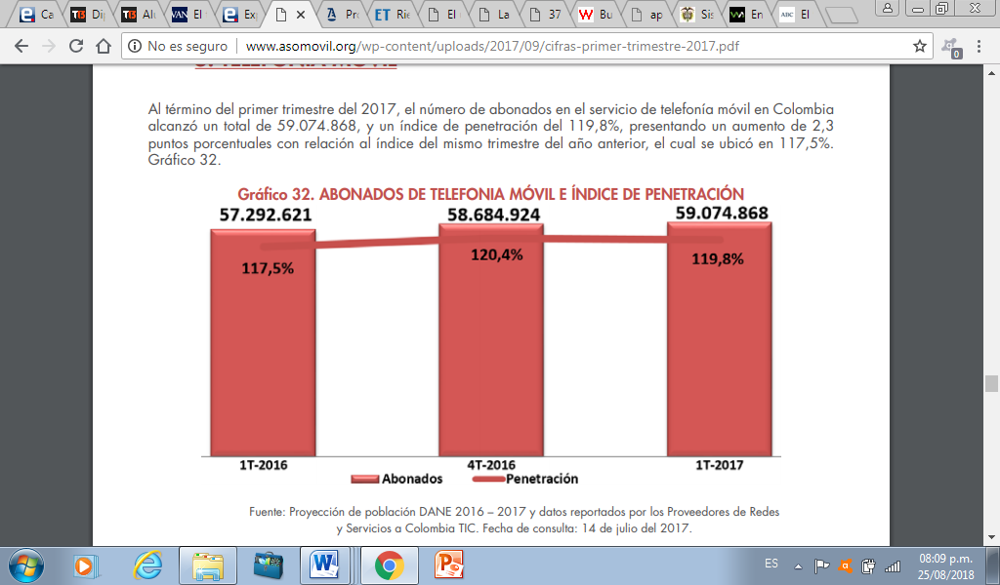 Ca
Dip
Alu
VAN
El
Exp
Pro
ET
Rie
El
La
37
W
Bu
ap
Sis
En
ABC
El
No es seguro
www.asomovil.org/wp-content/uploads/2017/09/cifras-primer-trimestre-2017.pdf
0
Al término del primer trimestre del 2017, el número de abonados en el servicio de telefonía móvil en Colombia
alcanzó un total de 59.074.868, y un índice de penetración del 119,8%, presentando un aumento de 2,3
puntos porcentuales con relación al índice del mismo trimestre del año anterior, el cual se ubicó en 117,5%.
Gráfico 32.
Gráfico 32. ABONADOS DE TELEFONIA MÓVIL E ÍNDICE DE PENETRACIÓN
57.292.621 58.684.924 59.074.868
117,5% 120,4% 119,8%
1T-2016 4T-2016 1T-2017
Abonados Penetración
Fuente: Proyección de población DANE 2016 – 2017 y datos reportados por los Proveedores de Redes
y Servicios a Colombia TIC. Fecha de consulta: 14 de julio del 2017.
ES
08:09 p.m.
25/08/2018